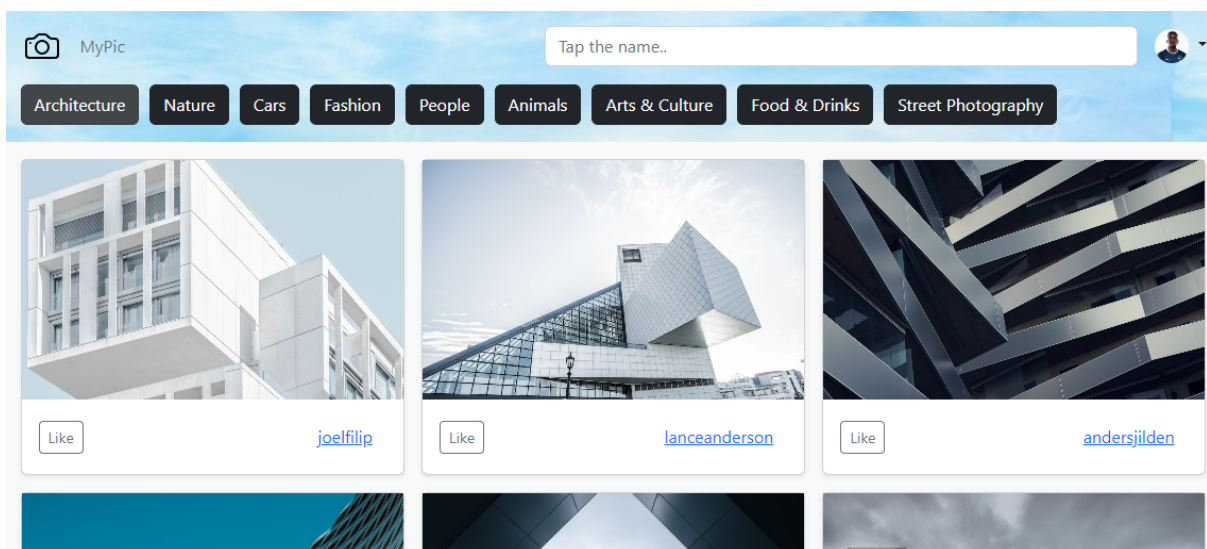 MyPic Tap the name..
Architecture Nature Cars Fashion People Animals Arts & Culture Food & Drinks Street Photography
Like joelfilip Like lanceanderson Like andersjilden